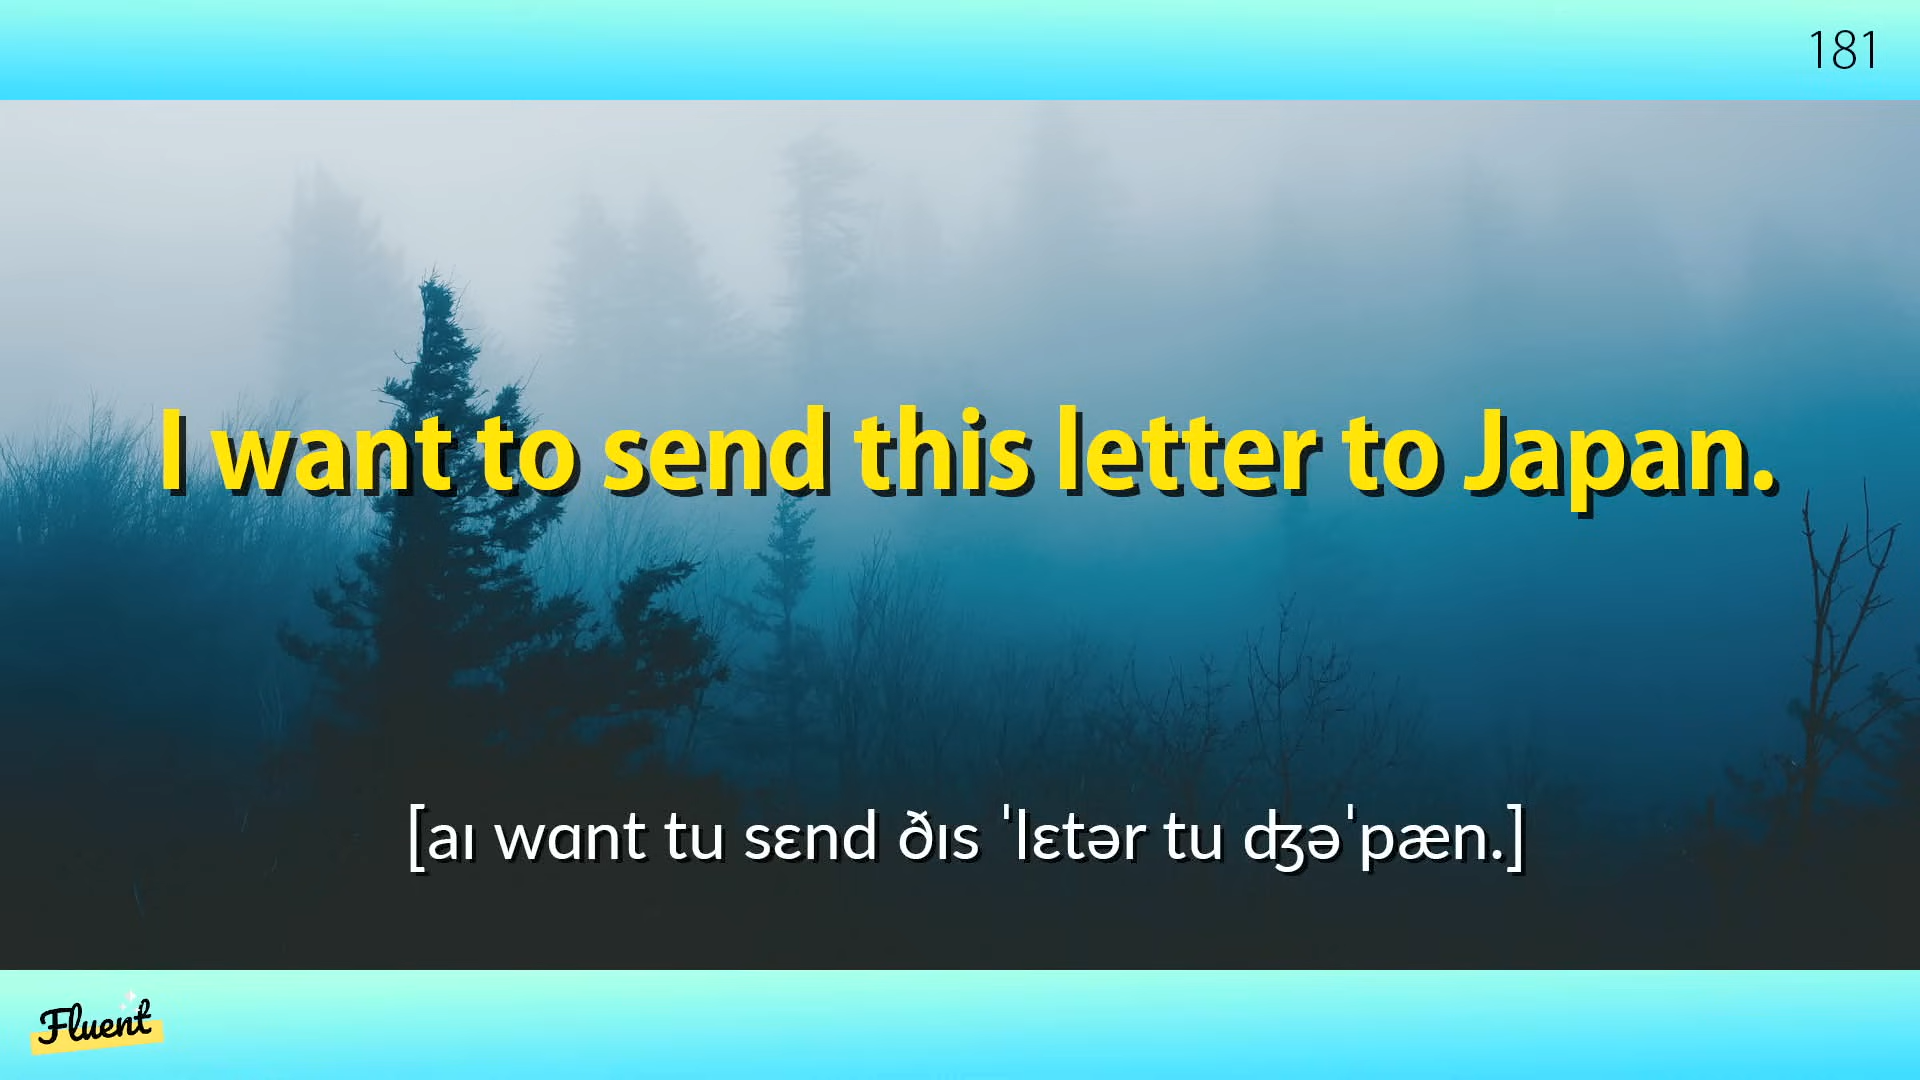 181
I want to send this letter to Japan.
[aɪ wɑnt tu sɛnd ðɪs ˈlɛtər tu ʤəˈpæn.]
Fluent